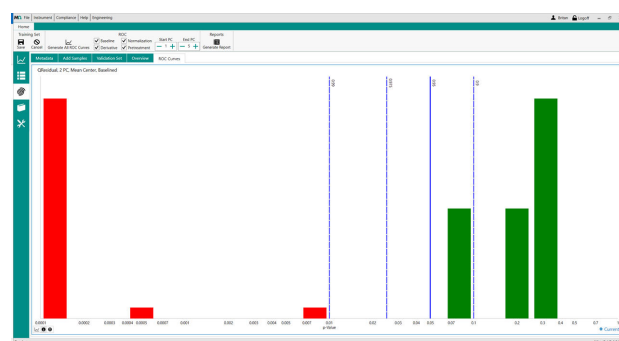 File Instrument Compliance Help Engineering
Logoff
Home
Training Set
ROC
Reports
Save
Cancel
Generate All ROC Curves
Baseline
Normalization
Derivative
Pretreatment
Start PC
1
End PC
1
Generate Report
Metadata Add Samples Validation Set Overview ROC Curves
QResidual, 2 PC, Mean Center, Baselined
0.0001 0.0002 0.0003 0.0004 0.0005 0.0007 0.001 0.002 0.003 0.004 0.005 0.007 0.01 0.02 0.03 0.04 0.05 0.07 0.1 0.2 0.3 0.4 0.5 0.7
p-Value
Current